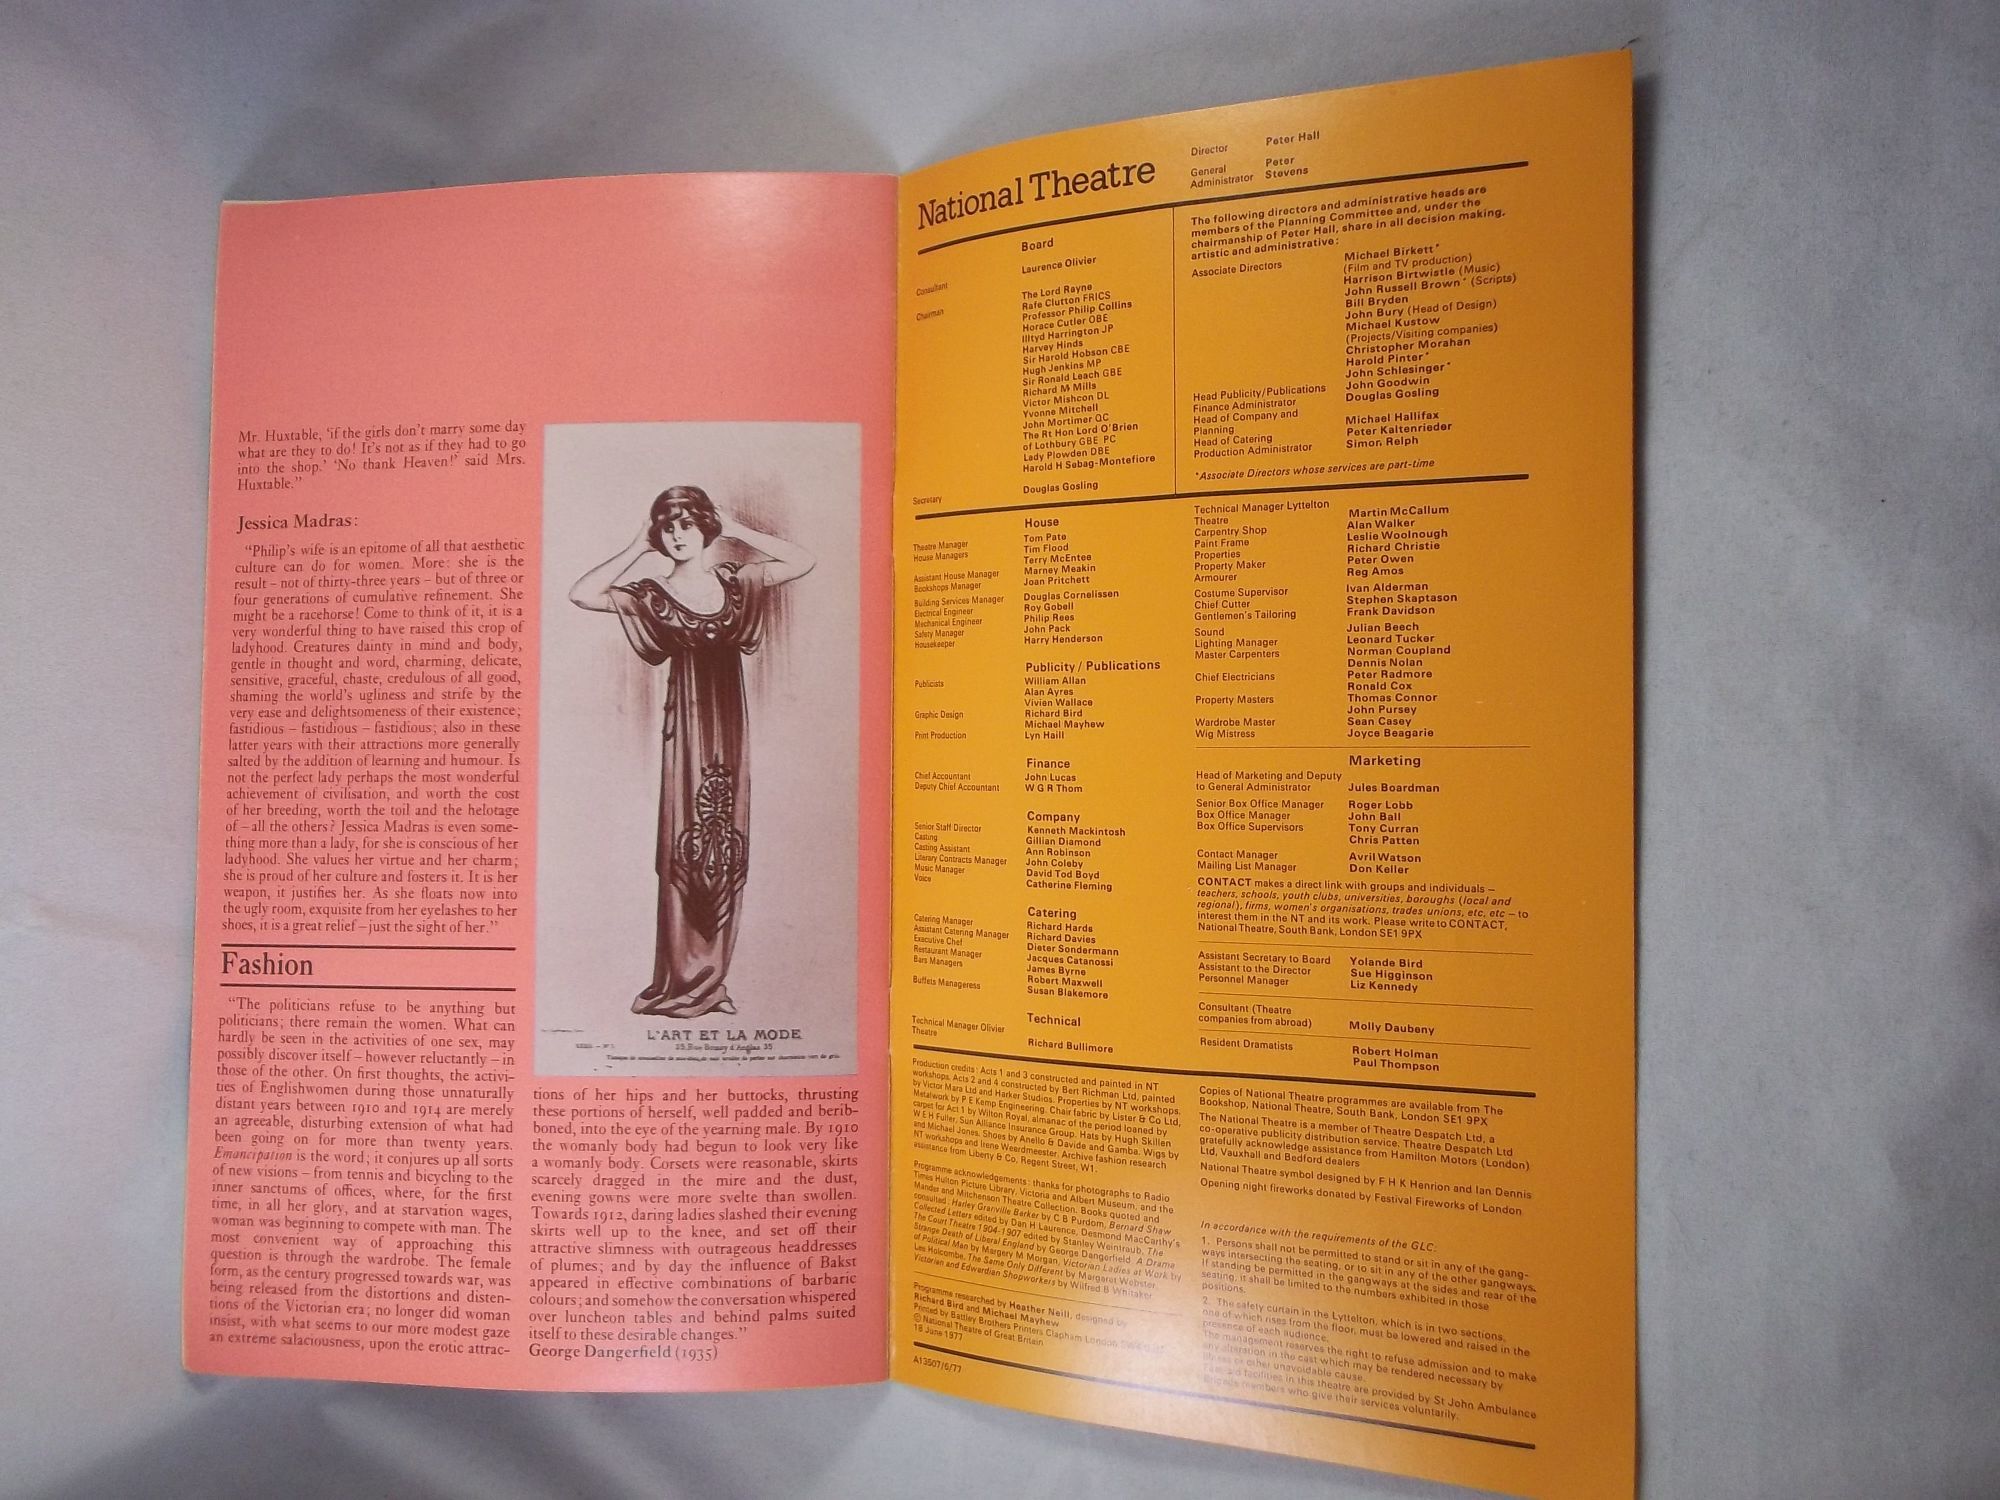 Mr. Huxtable, 'if the girls don't marry some day
what are they to do! It's not as if they had to go
into the shop.' 'No thank Heaven!' said Mrs.
Huxtable."
Jessica Madras:
"Philip's wife is an epitome of all that aesthetic
culture can do for women. More: she is the
result – not of thirty-three years – but of three or
four generations of cumulative refinement. She
might be a racehorse! Come to think of it, it is a
very wonderful thing to have raised this crop of
ladyhood. Creatures dainty in mind and body,
gentle in thought and word, charming, delicate,
sensitive, graceful, chaste, credulous of all good,
shaming the world's ugliness and strife by the
very ease and delightsomeness of their existence;
fastidious – fastidious – fastidious; also in these
latter years with their attractions more generally
salted by the addition of learning and humour. Is
not the perfect lady perhaps the most wonderful
achievement of civilisation, and worth the cost
of her breeding, worth the toil and the helotage
of – all the others? Jessica Madras is even some-
thing more than a lady, for she is conscious of her
ladyhood. She values her virtue and her charm;
she is proud of her culture and fosters it. It is her
weapon, it justifies her. As she floats now into
the ugly room, exquisite from her eyelashes to her
shoes, it is a great relief – just the sight of her."
Fashion
"The politicians refuse to be anything but
politicians; there remain the women. What can
hardly be seen in the activities of one sex, may
possibly discover itself – however reluctantly – in
those of the other. On first thoughts, the activi-
ties of Englishwomen during those unnaturally
distant years between 1910 and 1914 are merely
an agreeable, disturbing extension of what had
been going on for more than twenty years.
Emancipation is the word; it conjures up all sorts
of new visions – from tennis and bicycling to the
inner sanctums of offices, where, for the first
time, in all her glory, and at starvation wages,
woman was beginning to compete with man. The
most convenient way of approaching this
question is through the wardrobe. The female
form, as the century progressed towards war, was
being released from the distortions and disten-
tions of the Victorian era; no longer did woman
insist, with what seems to our more modest gaze
an extreme salaciousness, upon the erotic attrac-
L'ART ET LA MODE
35, Rue Boissy d'Anglas 35
tions of her hips and her buttocks, thrusting
these portions of herself, well padded and berib-
boned, into the eye of the yearning male. By 1910
the womanly body had begun to look very like
a womanly body. Corsets were reasonable, skirts
scarcely dragged in the mire and the dust,
evening gowns were more svelte than swollen.
Towards 1912, daring ladies slashed their evening
skirts well up to the knee, and set off their
attractive slimness with outrageous headdresses
of plumes; and by day the influence of Bakst
appeared in effective combinations of barbaric
colours; and somehow the conversation whispered
over luncheon tables and behind palms suited
itself to these desirable changes."
George Dangerfield (1935)
National Theatre
Director Peter Hall
General Administrator Peter Stevens
Board
Consultant Laurence Olivier
Chairman The Lord Rayne
Rafe Clutton FRICS
Professor Philip Collins
Horace Cutler OBE
Illtyd Harrington JP
Harvey Hinds
Sir Harold Hobson CBE
Hugh Jenkins MP
Sir Ronald Leach GBE
Richard M Mills
Victor Mishcon DL
Yvonne Mitchell
John Mortimer QC
The Rt Hon Lord O'Brien
of Lothbury GBE PC
Lady Plowden DBE
Harold H Sebag-Montefiore
Secretary Douglas Gosling
The following directors and administrative heads are
members of the Planning Committee and, under the
chairmanship of Peter Hall, share in all decision making,
artistic and administrative:
Associate Directors Michael Birkett*
(Film and TV production)
Harrison Birtwistle (Music)
John Russell Brown* (Scripts)
Bill Bryden
John Bury (Head of Design)
Michael Kustow
(Projects/Visiting companies)
Christopher Morahan
Harold Pinter*
John Schlesinger*
Head Publicity/Publications John Goodwin
Finance Administrator Douglas Gosling
Head of Company and
Planning Michael Hallifax
Head of Catering Peter Kaltenrieder
Production Administrator Simon Relph
*Associate Directors whose services are part-time
House
Theatre Manager Tom Pate
House Managers Tim Flood
Terry McEntee
Assistant House Manager Marney Meakin
Bookshops Manager Joan Pritchett
Building Services Manager Douglas Cornelissen
Electrical Engineer Roy Gobell
Mechanical Engineer Philip Rees
Safety Manager John Pack
Housekeeper Harry Henderson
Publicity / Publications
Publicists William Allan
Alan Ayres
Vivien Wallace
Graphic Design Richard Bird
Michael Mayhew
Print Production Lyn Haill
Finance
Chief Accountant John Lucas
Deputy Chief Accountant W G R Thom
Company
Senior Staff Director Kenneth Mackintosh
Casting Gillian Diamond
Casting Assistant Ann Robinson
Literary Contracts Manager John Coleby
Music Manager David Tod Boyd
Voice Catherine Fleming
Catering
Catering Manager Richard Hards
Assistant Catering Manager Richard Davies
Executive Chef Dieter Sondermann
Restaurant Manager Jacques Catanossi
Bars Managers James Byrne
Robert Maxwell
Buffets Manageress Susan Blakemore
Technical
Technical Manager Olivier
Theatre Richard Bullimore
Technical Manager Lyttelton
Theatre Martin McCallum
Carpentry Shop Alan Walker
Paint Frame Leslie Woolnough
Properties Richard Christie
Property Maker Peter Owen
Armourer Reg Amos
Costume Supervisor Ivan Alderman
Chief Cutter Stephen Skaptason
Gentlemen's Tailoring Frank Davidson
Sound Julian Beech
Lighting Manager Leonard Tucker
Master Carpenters Norman Coupland
Dennis Nolan
Chief Electricians Peter Radmore
Ronald Cox
Property Masters Thomas Connor
John Pursey
Wardrobe Master Sean Casey
Wig Mistress Joyce Beagarie
Marketing
Head of Marketing and Deputy
to General Administrator Jules Boardman
Senior Box Office Manager Roger Lobb
Box Office Manager John Ball
Box Office Supervisors Tony Curran
Chris Patten
Contact Manager Avril Watson
Mailing List Manager Don Keller
CONTACT makes a direct link with groups and individuals –
teachers, schools, youth clubs, universities, boroughs (local and
regional), firms, women's organisations, trades unions, etc, etc – to
interest them in the NT and its work. Please write to CONTACT,
National Theatre, South Bank, London SE1 9PX
Assistant Secretary to Board Yolande Bird
Assistant to the Director Sue Higginson
Personnel Manager Liz Kennedy
Consultant (Theatre
companies from abroad) Molly Daubeny
Resident Dramatists Robert Holman
Paul Thompson
Production credits: Acts 1 and 3 constructed and painted in NT
workshops, Acts 2 and 4 constructed by Bert Richman Ltd, painted
by Victor Mara Ltd and Harker Studios. Properties by NT workshops.
Metalwork by P E Kemp Engineering. Chair fabric by Lister & Co Ltd,
carpet for Act 1 by Wilton Royal, almanac of the period loaned by
W E H Fuller, Sun Alliance Insurance Group. Hats by Hugh Skillen
and Michael Jones. Shoes by Anello & Davide and Gamba. Wigs by
NT workshops and Irene Weerdmeester. Archive fashion research
assistance from Liberty & Co, Regent Street, W1.
Programme acknowledgements: thanks for photographs to Radio
Times Hulton Picture Library, Victoria and Albert Museum, and the
Mander and Mitchenson Theatre Collection. Books quoted and
consulted: Harley Granville Barker by C B Purdom, Bernard Shaw
Collected Letters edited by Dan H Laurence, Desmond MacCarthy's
The Court Theatre 1904–1907 edited by Stanley Weintraub, The
Strange Death of Liberal England by George Dangerfield. A Drama
of Political Man by Margery M Morgan, Victorian Ladies at Work by
Lee Holcombe, The Same Only Different by Margaret Webster,
Victorian and Edwardian Shopworkers by Wilfred B Whitaker
Programme researched by Heather Neill, designed by
Richard Bird and Michael Mayhew
Printed by Battley Brothers Printers Clapham London
© National Theatre of Great Britain
18 June 1977
A13507/6/77
Copies of National Theatre programmes are available from The
Bookshop, National Theatre, South Bank, London SE1 9PX
The National Theatre is a member of Theatre Despatch Ltd, a
co-operative publicity distribution service. Theatre Despatch Ltd
gratefully acknowledge assistance from Hamilton Motors (London)
Ltd, Vauxhall and Bedford dealers
National Theatre symbol designed by F H K Henrion and Ian Dennis
Opening night fireworks donated by Festival Fireworks of London
In accordance with the requirements of the GLC:
1. Persons shall not be permitted to stand or sit in any of the gang-
ways intersecting the seating, or to sit in any of the other gangways.
If standing be permitted in the gangways at the sides and rear of the
seating, it shall be limited to the numbers exhibited in those
positions.
2. The safety curtain in the Lyttelton, which is in two sections,
one of which rises from the floor, must be lowered and raised in the
presence of each audience.
The management reserves the right to refuse admission and to make
any alteration in the cast which may be rendered necessary by
illness or other unavoidable cause.
First aid facilities in this theatre are provided by St John Ambulance
Brigade members who give their services voluntarily.